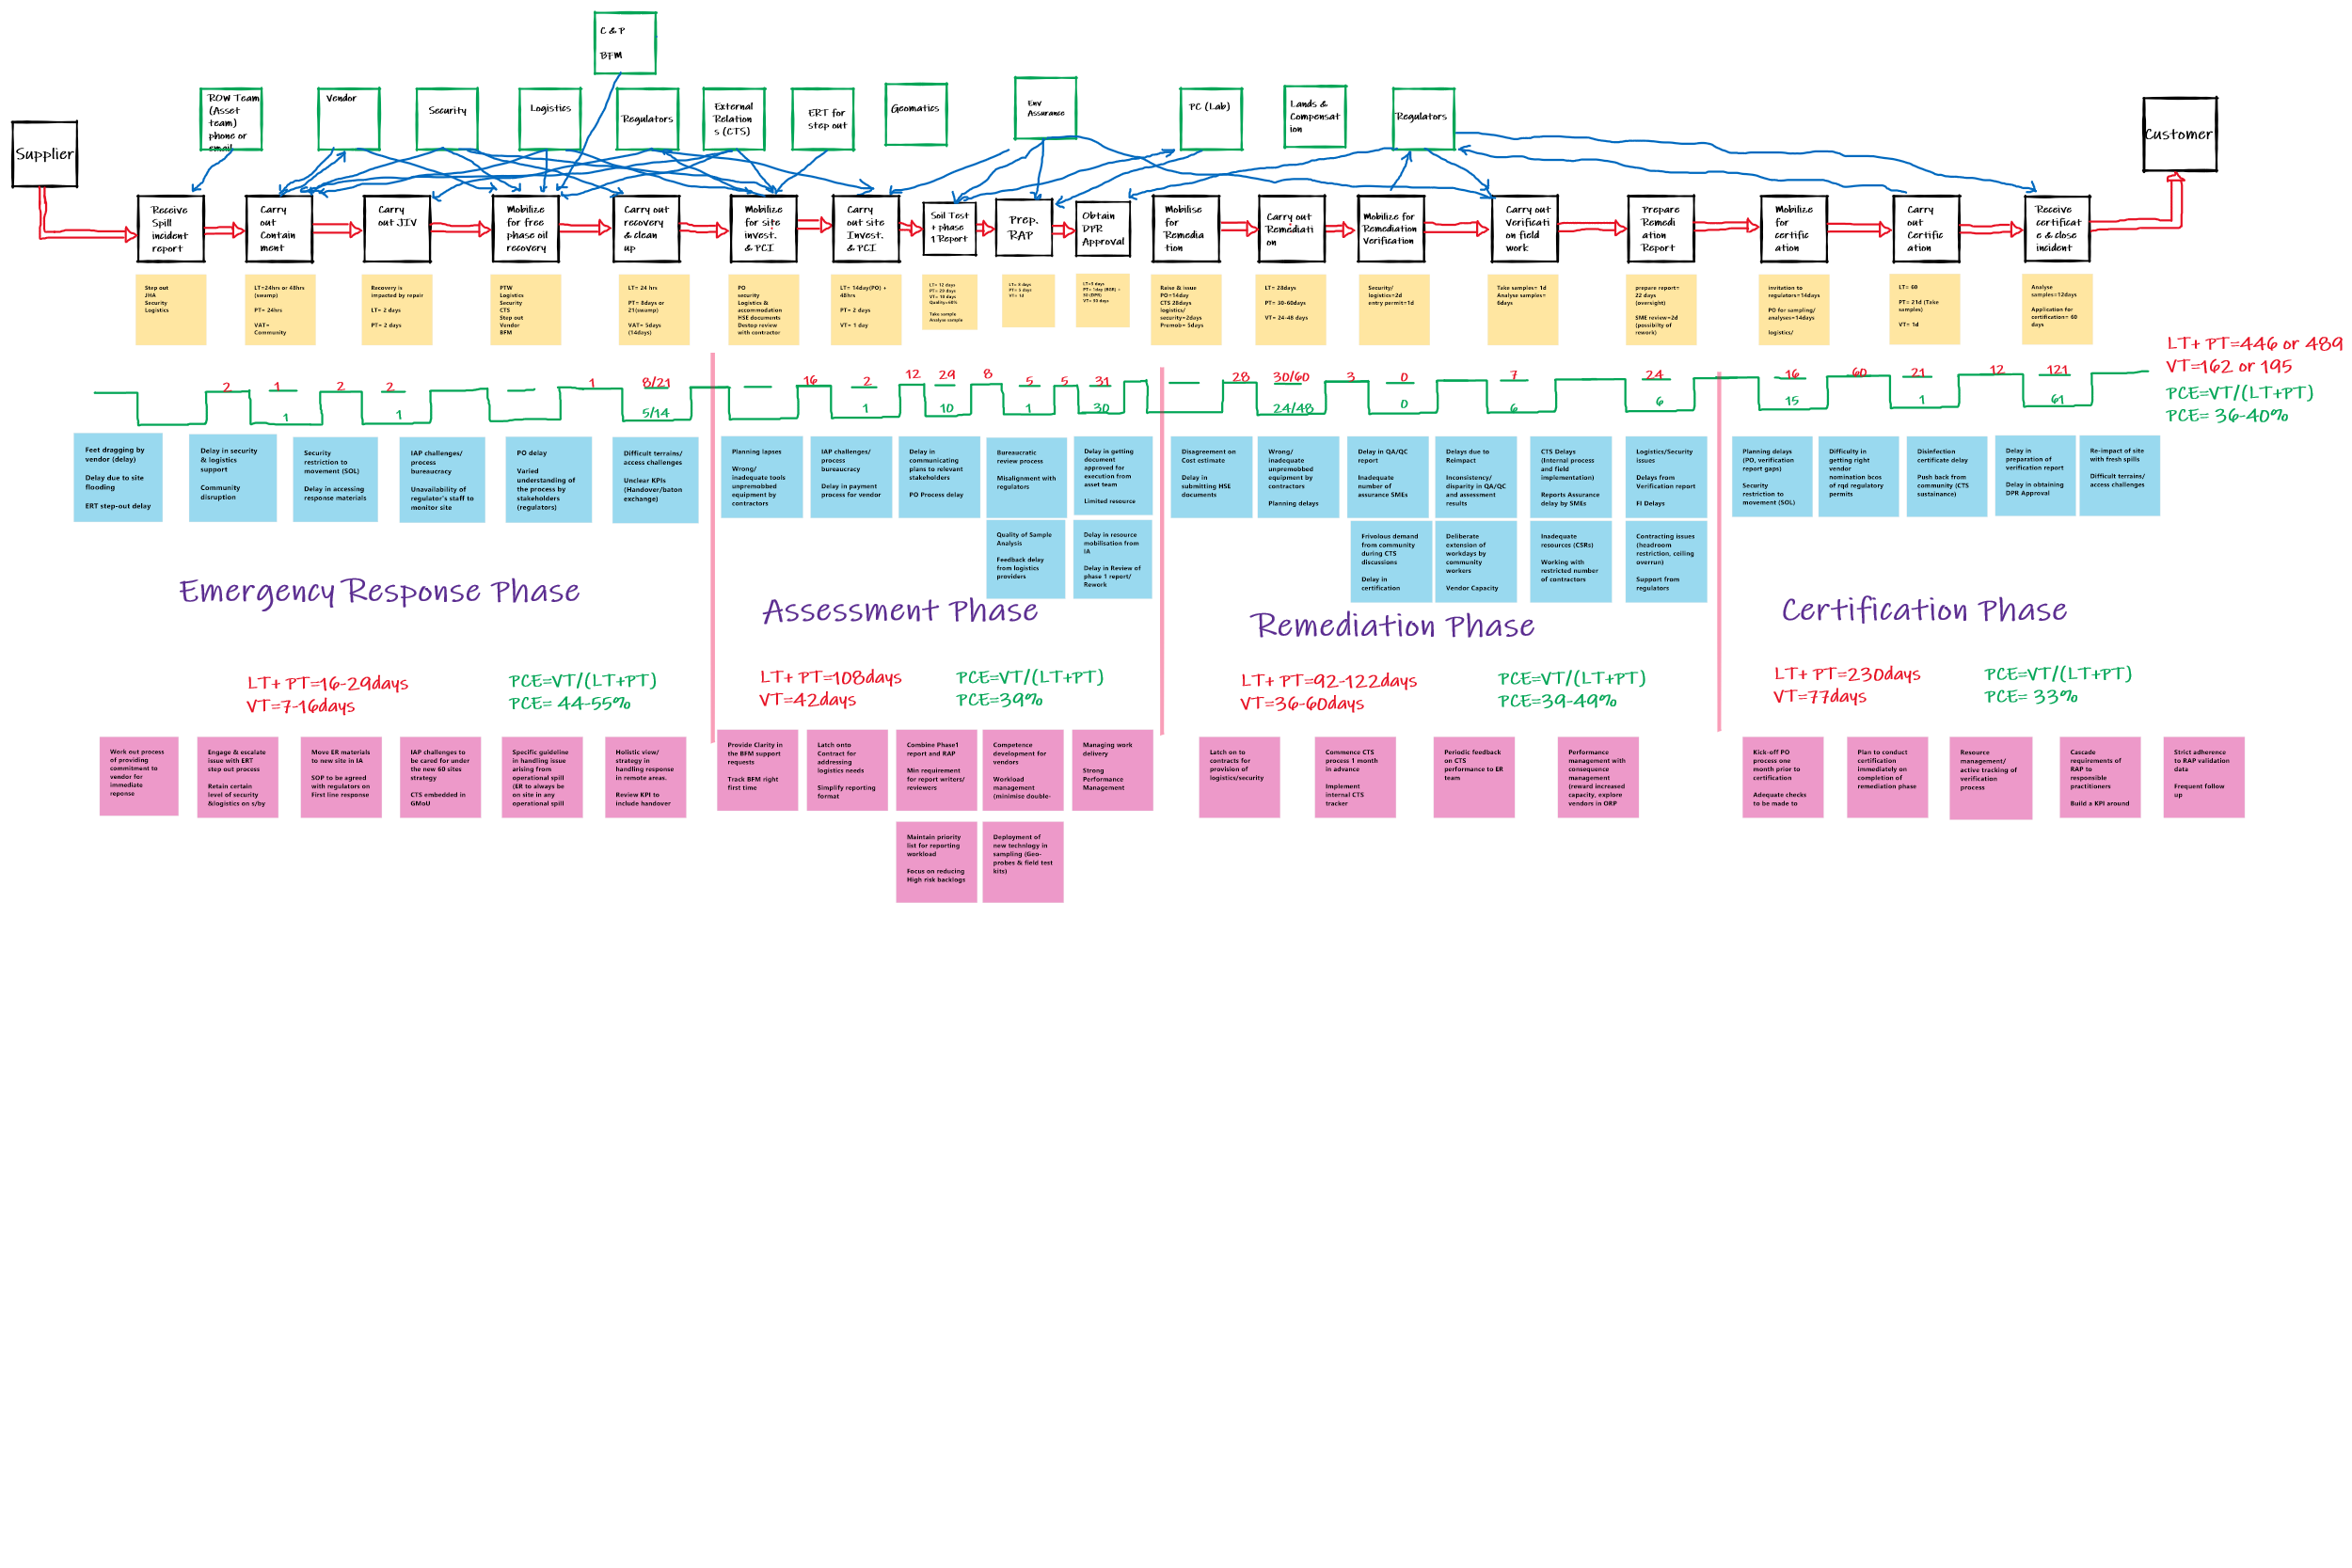 C & P
BFM
ROW Team
(Asset
team)
phone or
email
Vendor
Security
Logistics
Regulators
External
Relation
s (CTS)
ERT for
step out
Geomatics
Env
Assurance
PC (Lab)
Lands &
Compensat
ion
Regulators
Supplier
Customer
Receive
Spill
incident
report
Carry
out
Contain
ment
Carry
out JIV
Mobilize
for free
phase oil
recovery
Carry out
recovery
& clean
up
Mobilize
for site
invest.
& PCI
Carry
out site
Invest.
& PCI
Soil Test
+ phase
1 Report
Prep.
RAP
Obtain
DPR
Approval
Mobilise
for
Remedia
tion
Carry out
Remediati
on
Mobilize for
Remediation
Verification
Carry out
Verificati
on field
work
Prepare
Remedi
ation
Report
Mobilize
for
certific
ation
Carry
out
Certific
ation
Receive
certificat
e & close
incident
Step out
JHA
Security
Logistics
LT=24hrs or 48hrs
(swamp)
PT= 24hrs
VAT=
Community
Recovery is
impacted by repair
LT= 2 days
PT= 2 days
PTW
Logistics
Security
CTS
Step out
Vendor
BFM
LT= 24 hrs
PT= 8days or
21(swamp)
VAT= 5days
(14days)
PO
security
Logistics &
accommodation
HSE documents
Destop review
with contractor
LT= 14day(PO) +
48hrs
PT= 2 days
VT= 1 day
LT= 12 days
PT= 29 days
VT= 10 days
Quality=60%
Take sample
Analyse sample
LT= 8 days
PT= 5 days
VT= 1d
LT=5 days
PT= 1day (RAR) +
30 (DPR)
VT= 30 days
Raise & issue
PO=14day
CTS 28days
logistics/
security=2days
Premob= 5days
LT= 28days
PT= 30-60days
VT= 24-48 days
Security/
logistics=2d
entry permit=1d
Take samples= 1d
Analyse samples=
6days
prepare report=
22 days
(oversight)
SME review=2d
(possibilty of
rework)
invitation to
regulators=14days
PO for sampling/
analyses=14days
logistics/
LT= 60
PT= 21d (Take
samples)
VT= 1d
Analyse
samples=12days
Application for
certification= 60
days
LT+ PT=446 or 489
VT=162 or 195
PCE=VT/(LT+PT)
PCE= 36-40%
2 1 2 2 1 8/21 16 2 12 29 8 5 5 31 28 30/60 3 0 7 24 16 60 21 12 121
1 1 5/14 1 10 1 30 24/48 0 6 6 15 1 61
Feet dragging by
vendor (delay)
Delay due to site
flooding
ERT step-out delay
Delay in security
& logistics
support
Community
disruption
Security
restriction to
movement (SOL)
Delay in accessing
response materials
IAP challenges/
process
bureaucracy
Unavailability of
regulator's staff to
monitor site
PO delay
Varied
understanding of
the process by
stakeholders
(regulators)
Difficult terrains/
access challenges
Unclear KPIs
(Handover/baton
exchange)
Planning lapses
Wrong/
inadequate tools
unpremobbed
equipment by
contractors
IAP challenges/
process
bureaucracy
Delay in payment
process for vendor
Delay in
communicating
plans to relevant
stakeholders
PO Process delay
Bureaucratic
review process
Misalignment with
regulators
Delay in getting
document
approved for
execution from
asset team
Limited resource
Disagreement on
Cost estimate
Delay in
submitting HSE
documents
Wrong/
inadequate
unpremobbed
equipment by
contractors
Planning delays
Delay in QA/QC
report
Inadequate
number of
assurance SMEs
Delays due to
Reimpact
Inconsistency/
disparity in QA/QC
and assessment
results
CTS Delays
(Internal process
and field
implementation)
Reports Assurance
delay by SMEs
Logistics/Security
issues
Delays from
Verification report
FI Delays
Planning delays
(PO, verification
report gaps)
Security
restriction to
movement (SOL)
Difficulty in
getting right
vendor
nomination bcos
of rqd regulatory
permits
Disinfection
certificate delay
Push back from
community (CTS
sustainance)
Delay in
preparation of
verification report
Delay in obtaining
DPR Approval
Re-impact of site
with fresh spills
Difficult terrains/
access challenges
Quality of Sample
Analysis
Feedback delay
from logistics
providers
Delay in resource
mobilisation from
IA
Delay in Review of
phase 1 report/
Rework
Frivolous demand
from community
during CTS
discussions
Delay in
certification
Deliberate
extension of
workdays by
community
workers
Vendor Capacity
Inadequate
resources (CSRs)
Working with
restricted number
of contractors
Contracting issues
(headroom
restriction, ceiling
overrun)
Support from
regulators
Emergency Response Phase
Assessment Phase
Remediation Phase
Certification Phase
LT+ PT=16-29days
VT=7-16days
PCE=VT/(LT+PT)
PCE= 44-55%
LT+ PT=108days
VT=42days
PCE=VT/(LT+PT)
PCE=39%
LT+ PT=92-122days
VT=36-60days
PCE=VT/(LT+PT)
PCE=39-49%
LT+ PT=230days
VT=77days
PCE=VT/(LT+PT)
PCE= 33%
Work out process
of providing
commitment to
vendor for
immediate
reponse
Engage & escalate
issue with ERT
step out process
Retain certain
level of security
&logistics on s/by
Move ER materials
to new site in IA
SOP to be agreed
with regulators on
First line response
IAP challenges to
be cared for under
the new 60 sites
strategy
CTS embedded in
GMoU
Specific guideline
in handling issue
arising from
operational spill
(ER to always be
on site in any
operational spill
Holistic view/
strategy in
handling response
in remote areas.
Review KPI to
include handover
Provide Clarity in
the BFM support
requests
Track BFM right
first time
Latch onto
Contract for
addressing
logistics needs
Simplify reporting
format
Combine Phase1
report and RAP
Min requirement
for report writers/
reviewers
Competence
development for
vendors
Workload
management
(minimise double-
Managing work
delivery
Strong
Performance
Management
Latch on to
contracts for
provision of
logistics/security
Commence CTS
process 1 month
in advance
Implement
internal CTS
tracker
Periodic feedback
on CTS
performance to ER
team
Performance
management with
consequence
management
(reward increased
capacity, explore
vendors in ORP
Kick-off PO
process one
month prior to
certification
Adequate checks
to be made to
Plan to conduct
certification
immediately on
completion of
remediation phase
Resource
management/
active tracking of
verification
process
Cascade
requirements of
RAP to
responsible
practitioners
Build a KPI around
Strict adherence
to RAP validation
data
Frequent follow
up
Maintain priority
list for reporting
workload
Focus on reducing
High risk backlogs
Deployment of
new technlogy in
sampling (Geo-
probes & field test
kits)